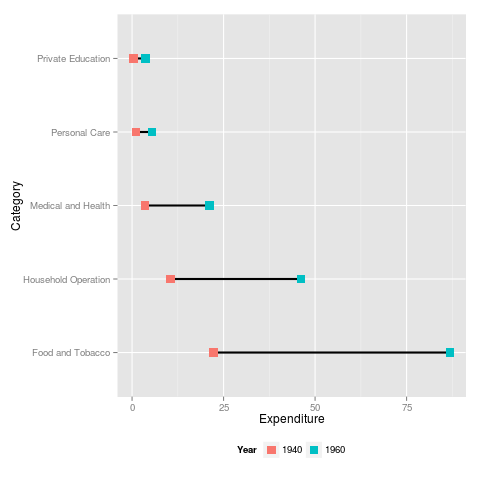 Private Education
Personal Care
Medical and Health
Household Operation
Food and Tobacco
Category
0 25 50 75
Expenditure
Year 1940 1960